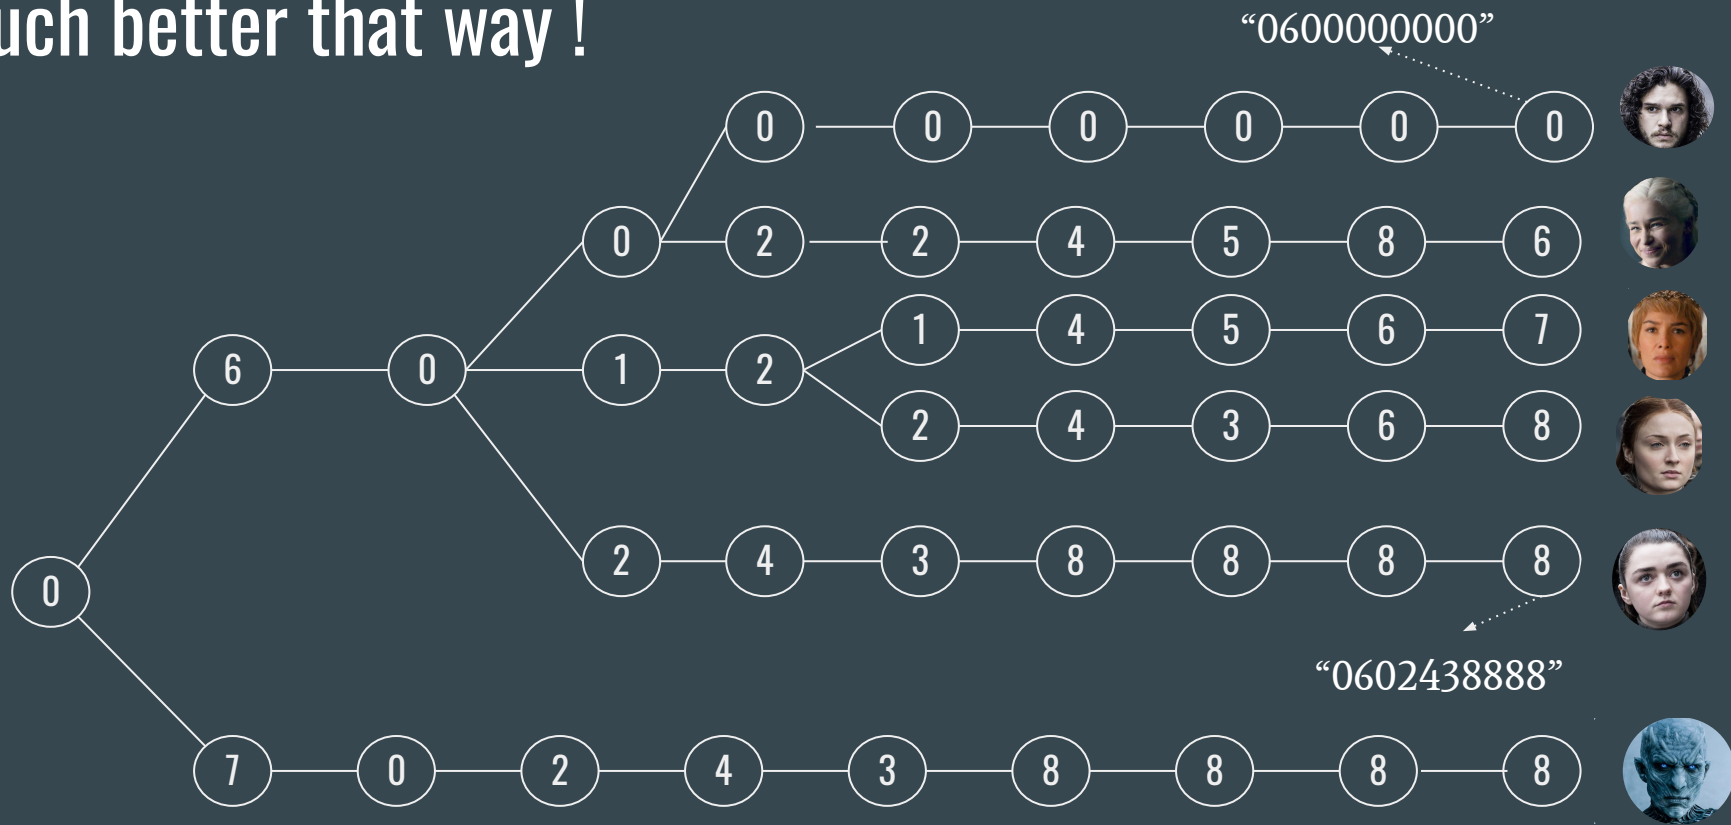 uch better that way !
“0600000000”
0 0 0 0 0 0
0 2 2 4 5 8 6
1 4 5 6 7
6 0 1 2
2 4 3 6 8
2 4 3 8 8 8 8
0
“0602438888”
7 0 2 4 3 8 8 8 8